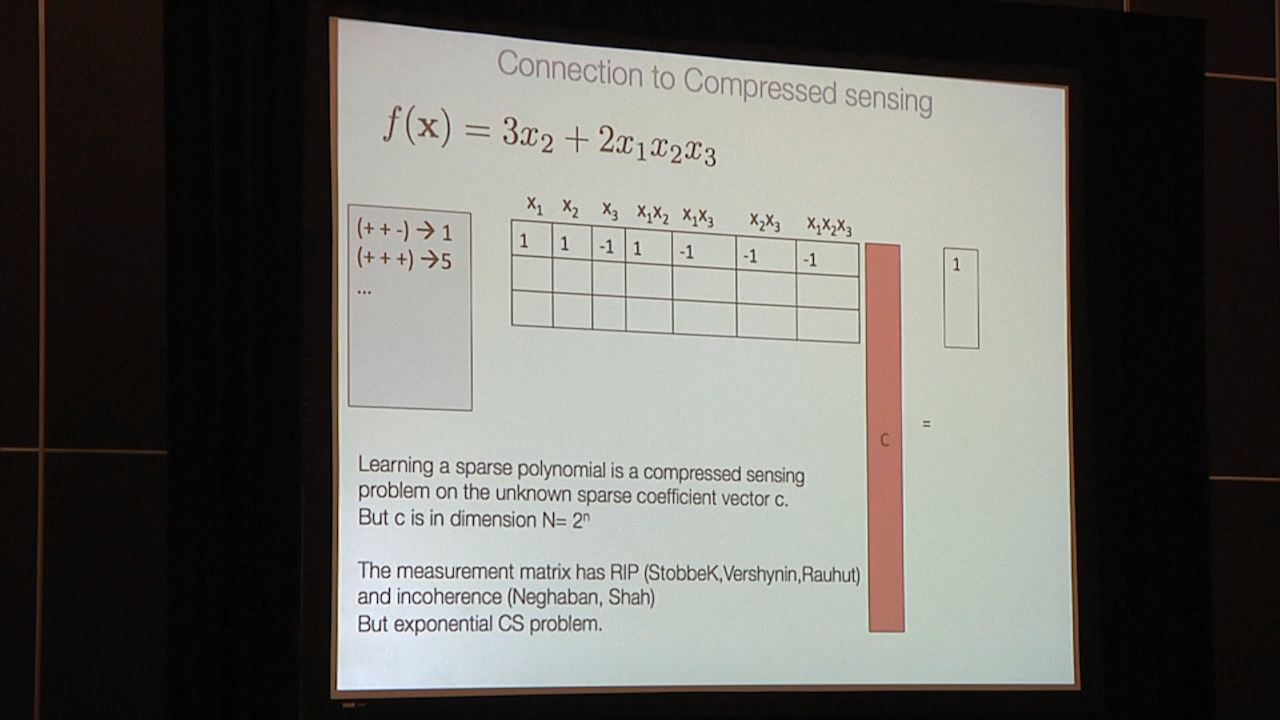 Connection to Compressed sensing
f(x) = 3x₂ + 2x₁x₂x₃
(+ + -) → 1
(+ + +) → 5
...
X₁ X₂ X₃ X₁X₂ X₁X₃ X₂X₃ X₁X₂X₃
1 1 -1 1 -1 -1 -1
1
C
=
Learning a sparse polynomial is a compressed sensing
problem on the unknown sparse coefficient vector c.
But c is in dimension N= 2ⁿ
The measurement matrix has RIP (StobbeK,Vershynin,Rauhut)
and incoherence (Neghaban, Shah)
But exponential CS problem.